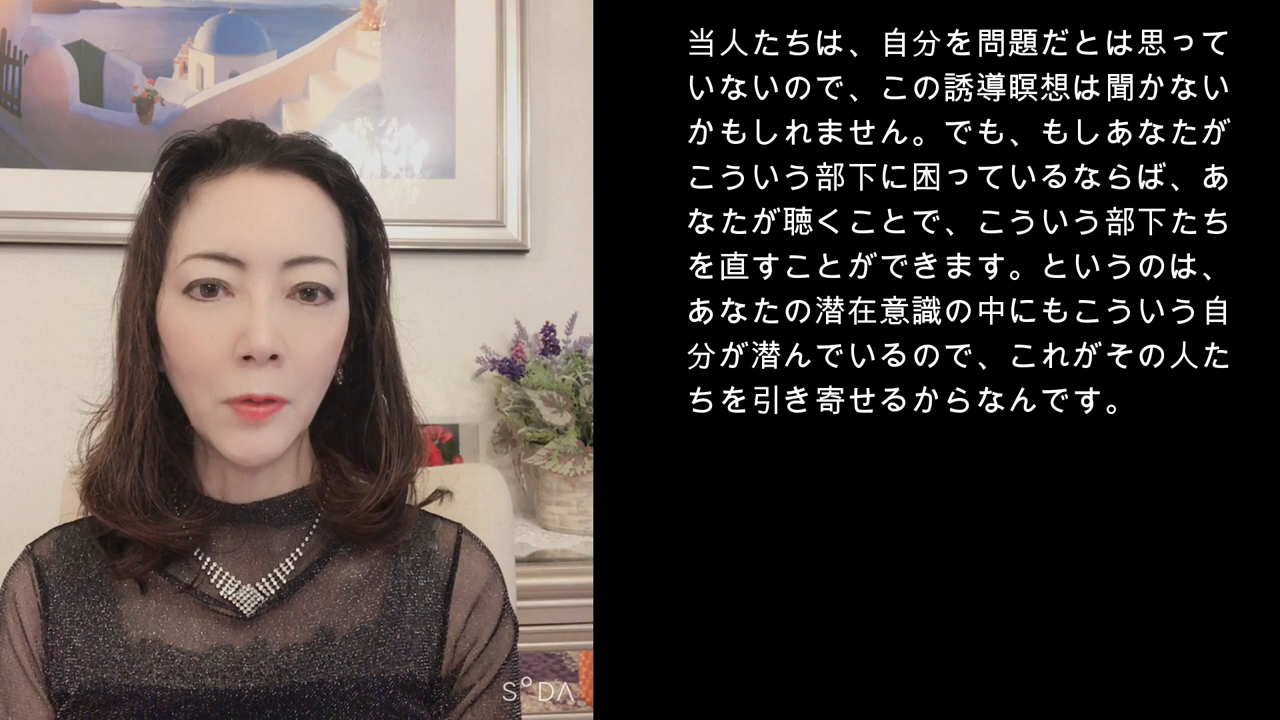 当人たちは、自分を問題だとは思って
いないので、この誘導瞑想は聞かない
かもしれません。でも、もしあなたが
こういう部下に困っているならば、あ
なたが聴くことで、こういう部下たち
を直すことができます。というのは、
あなたの潜在意識の中にもこういう自
分が潜んでいるので、これがその人た
ちを引き寄せるからなんです。
SODA